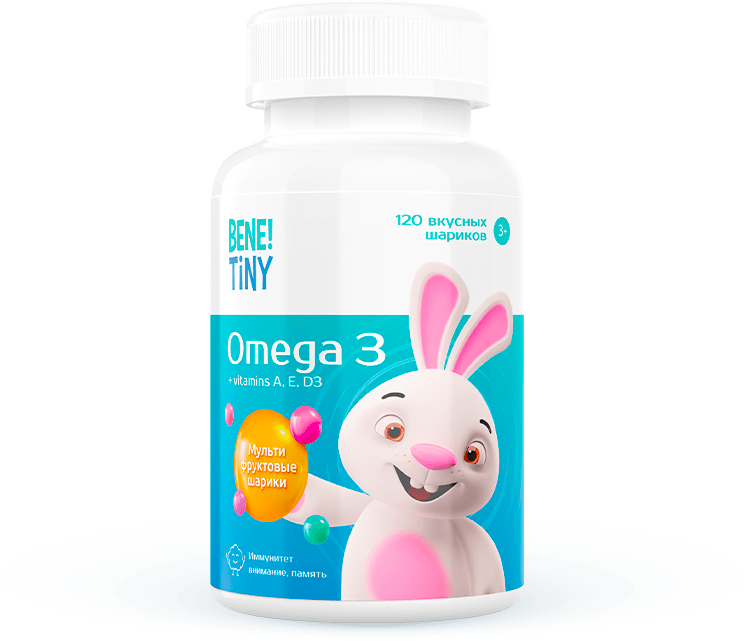 BENE!
TiNY
120 вкусных
шариков
3+
Omega 3
+ vitamins A, E, D3
Мульти
фруктовые
шарики
Иммунитет
внимание, память